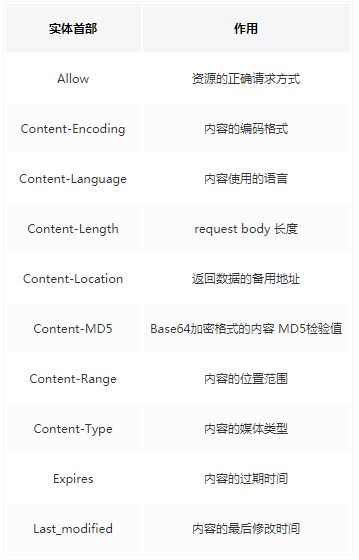 实体首部 作用
Allow 资源的正确请求方式
Content-Encoding 内容的编码格式
Content-Language 内容使用的语言
Content-Length request body 长度
Content-Location 返回数据的备用地址
Content-MD5 Base64加密格式的内容 MD5检验值
Content-Range 内容的位置范围
Content-Type 内容的媒体类型
Expires 内容的过期时间
Last_modified 内容的最后修改时间